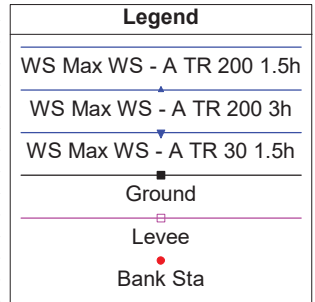 Legend
WS Max WS - A TR 200 1.5h
WS Max WS - A TR 200 3h
WS Max WS - A TR 30 1.5h
Ground
Levee
Bank Sta